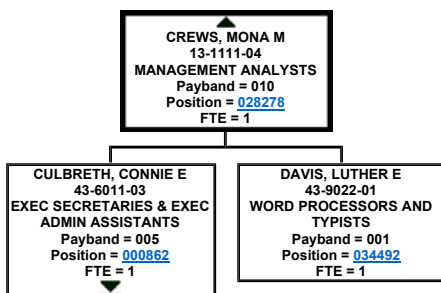 CREWS, MONA M
13-1111-04
MANAGEMENT ANALYSTS
Payband = 010
Position = 028278
FTE = 1
CULBRETH, CONNIE E
43-6011-03
EXEC SECRETARIES & EXEC
ADMIN ASSISTANTS
Payband = 005
Position = 000862
FTE = 1
DAVIS, LUTHER E
43-9022-01
WORD PROCESSORS AND
TYPISTS
Payband = 001
Position = 034492
FTE = 1